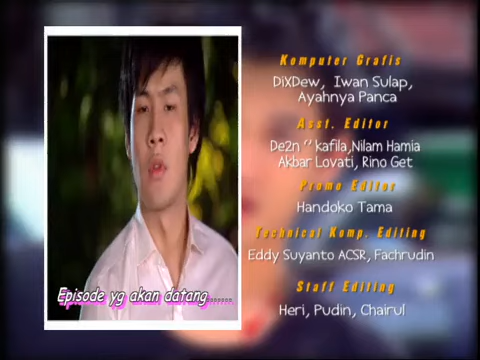 Komputer Grafis
DiXDew, Iwan Sulap,
Ayahnya Panca
Asst. Editor
De2n " kafila,Nilam Hamia
Akbar Lovati, Rino Get
Promo Editor
Handoko Tama
Technical Komp. Editing
Eddy Suyanto ACSR, Fachrudin
Staff Editing
Heri, Pudin, Chairul
Episode yg akan datang......